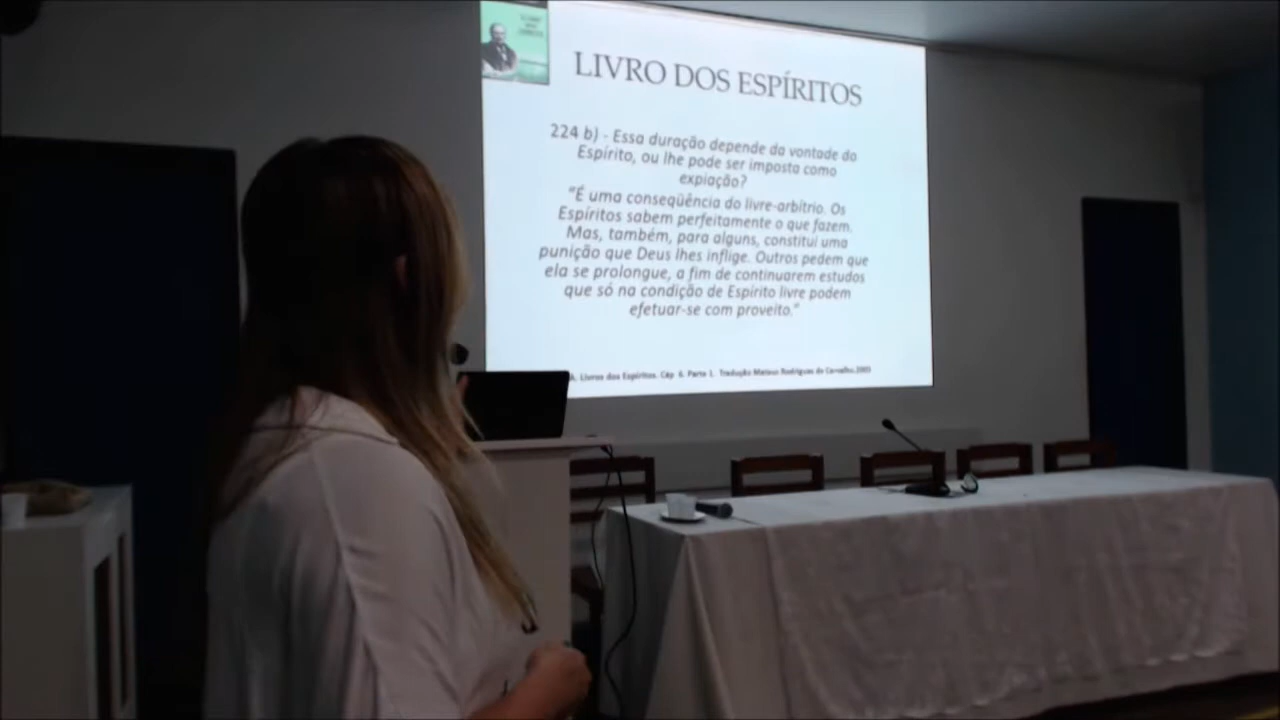 LIVRO DOS ESPÍRITOS
224 b) - Essa duração depende da vontade do
Espírito, ou lhe pode ser imposta como
expiação?
“É uma conseqüência do livre-arbítrio. Os
Espíritos sabem perfeitamente o que fazem.
Mas, também, para alguns, constitui uma
punição que Deus lhes inflige. Outros pedem que
ela se prolongue, a fim de continuarem estudos
que só na condição de Espírito livre podem
efetuar-se com proveito.”
Livros dos Espíritos. Cáp 6. Parte 1. Tradução Mateus Rodrigues de Carvalho.2003